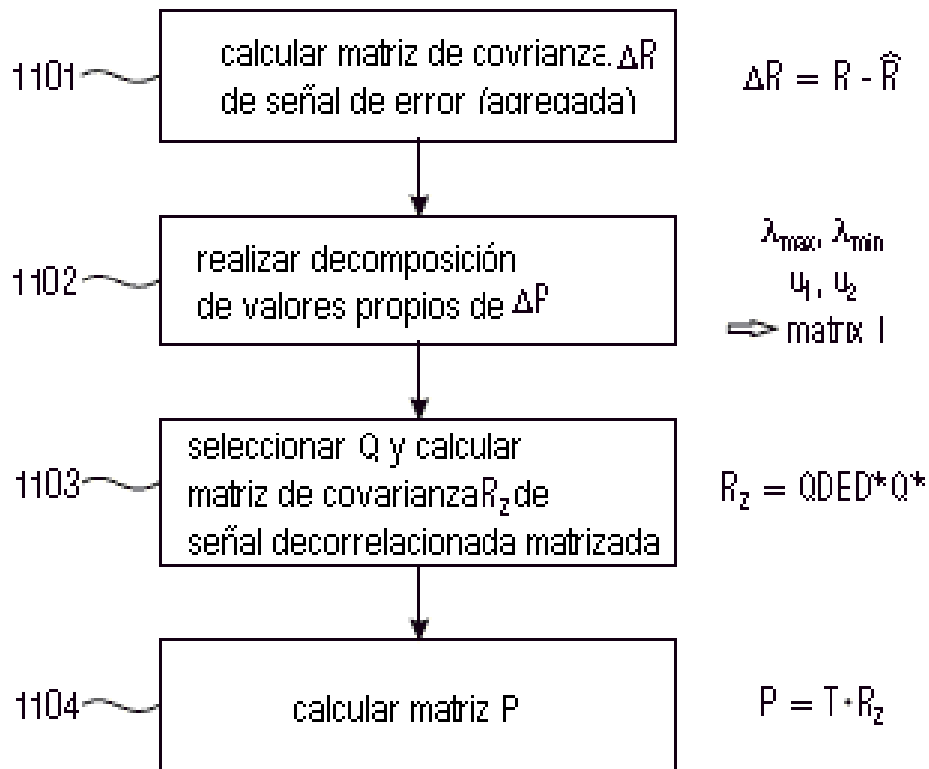 1101
calcular matriz de covrianza. ΔR
de señal de error (agregada)
ΔR = R - R̂
1102
realizar decomposición
de valores propios de ΔR
λmax, λmin
u1, u2
⇒ matrix
1103
seleccionar Q y calcular
matriz de covarianza Rz de
señal decorrelacionada matrizada
Rz = QDED*Q*
1104
calcular matriz P
P = T·Rz